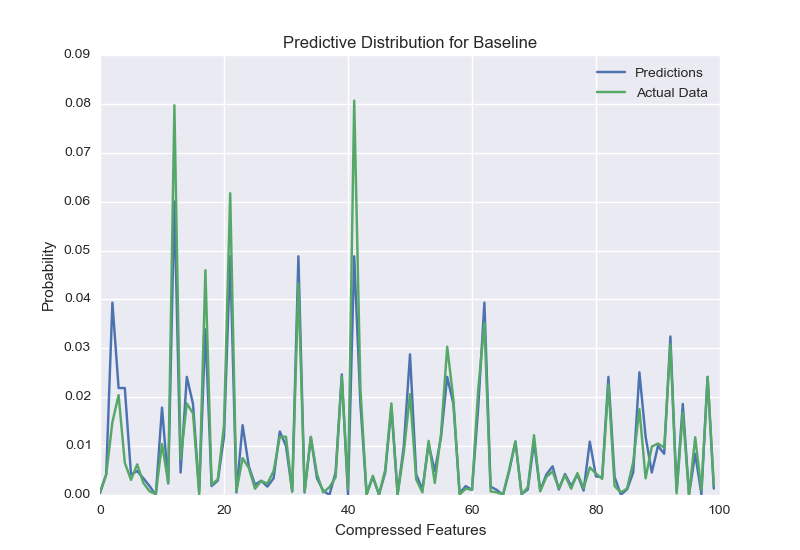 Predictive Distribution for Baseline
Predictions
Actual Data
Probability
0.09
0.08
0.07
0.06
0.05
0.04
0.03
0.02
0.01
0.00
0 20 40 60 80 100
Compressed Features